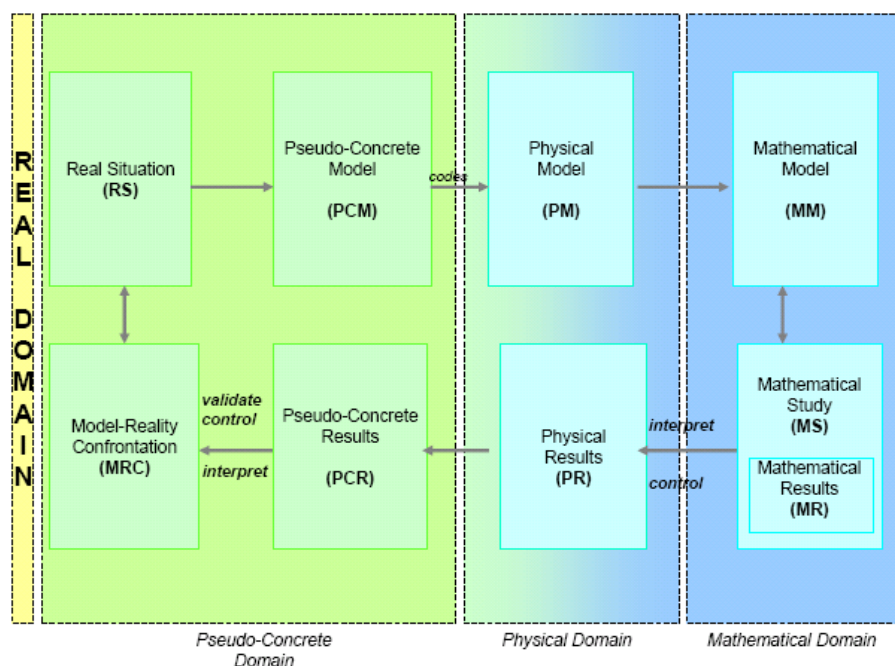 REAL DOMAIN
Real Situation
(RS)
Pseudo-Concrete
Model
(PCM)
codes
Physical
Model
(PM)
Mathematical
Model
(MM)
Model-Reality
Confrontation
(MRC)
validate
control
interpret
Pseudo-Concrete
Results
(PCR)
Physical
Results
(PR)
interpret
control
Mathematical
Study
(MS)
Mathematical
Results
(MR)
Pseudo-Concrete
Domain
Physical Domain
Mathematical Domain